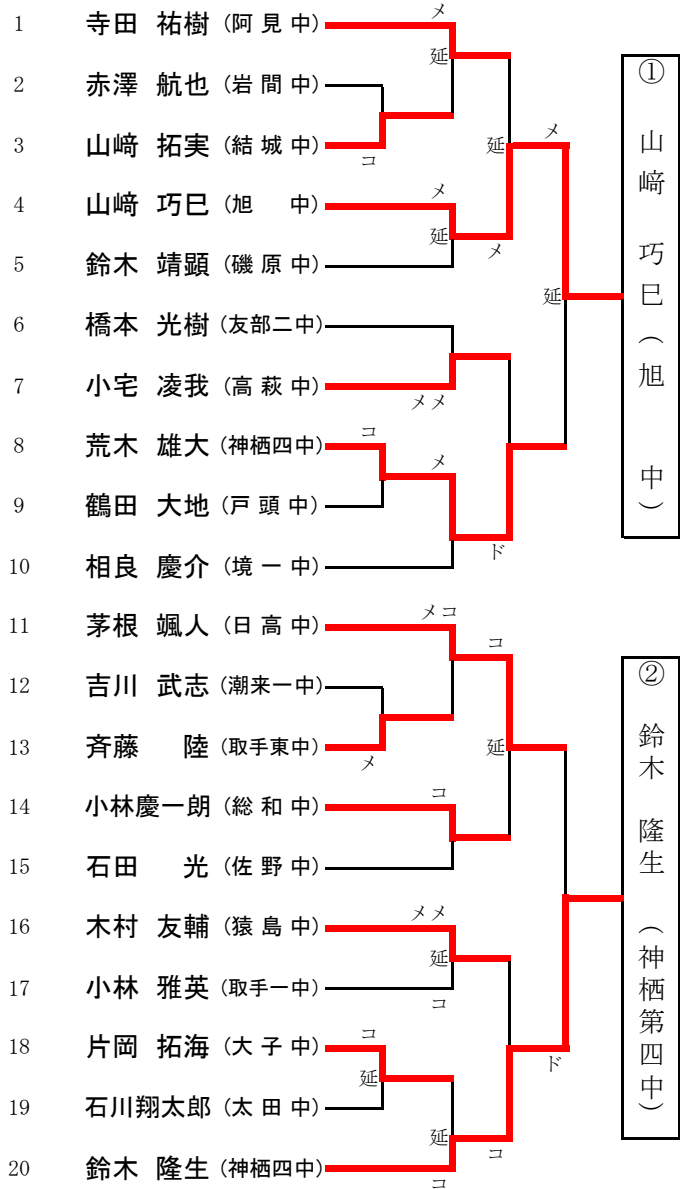 1 寺田 祐樹 (阿見中)
2 赤澤 航也 (岩間中)
3 山﨑 拓実 (結城中)
4 山﨑 巧巳 (旭 中)
5 鈴木 靖顕 (磯原中)
6 橋本 光樹 (友部二中)
7 小宅 凌我 (高萩中)
8 荒木 雄大 (神栖四中)
9 鶴田 大地 (戸頭中)
10 相良 慶介 (境一中)
11 茅根 颯人 (日高中)
12 吉川 武志 (潮来一中)
13 斉藤 陸 (取手東中)
14 小林慶一朗 (総和中)
15 石田 光 (佐野中)
16 木村 友輔 (猿島中)
17 小林 雅英 (取手一中)
18 片岡 拓海 (大子中)
19 石川翔太郎 (太田中)
20 鈴木 隆生 (神栖四中)
メ
延
コ
メ
延
延
メ
メ
延
メメ
コ
メ
ド
メコ
コ
メ
延
コ
メメ
延
コ
コ
延
延
コ
コ
ド
① 山﨑 巧巳 (旭 中)
② 鈴木 隆生 (神栖第四中)